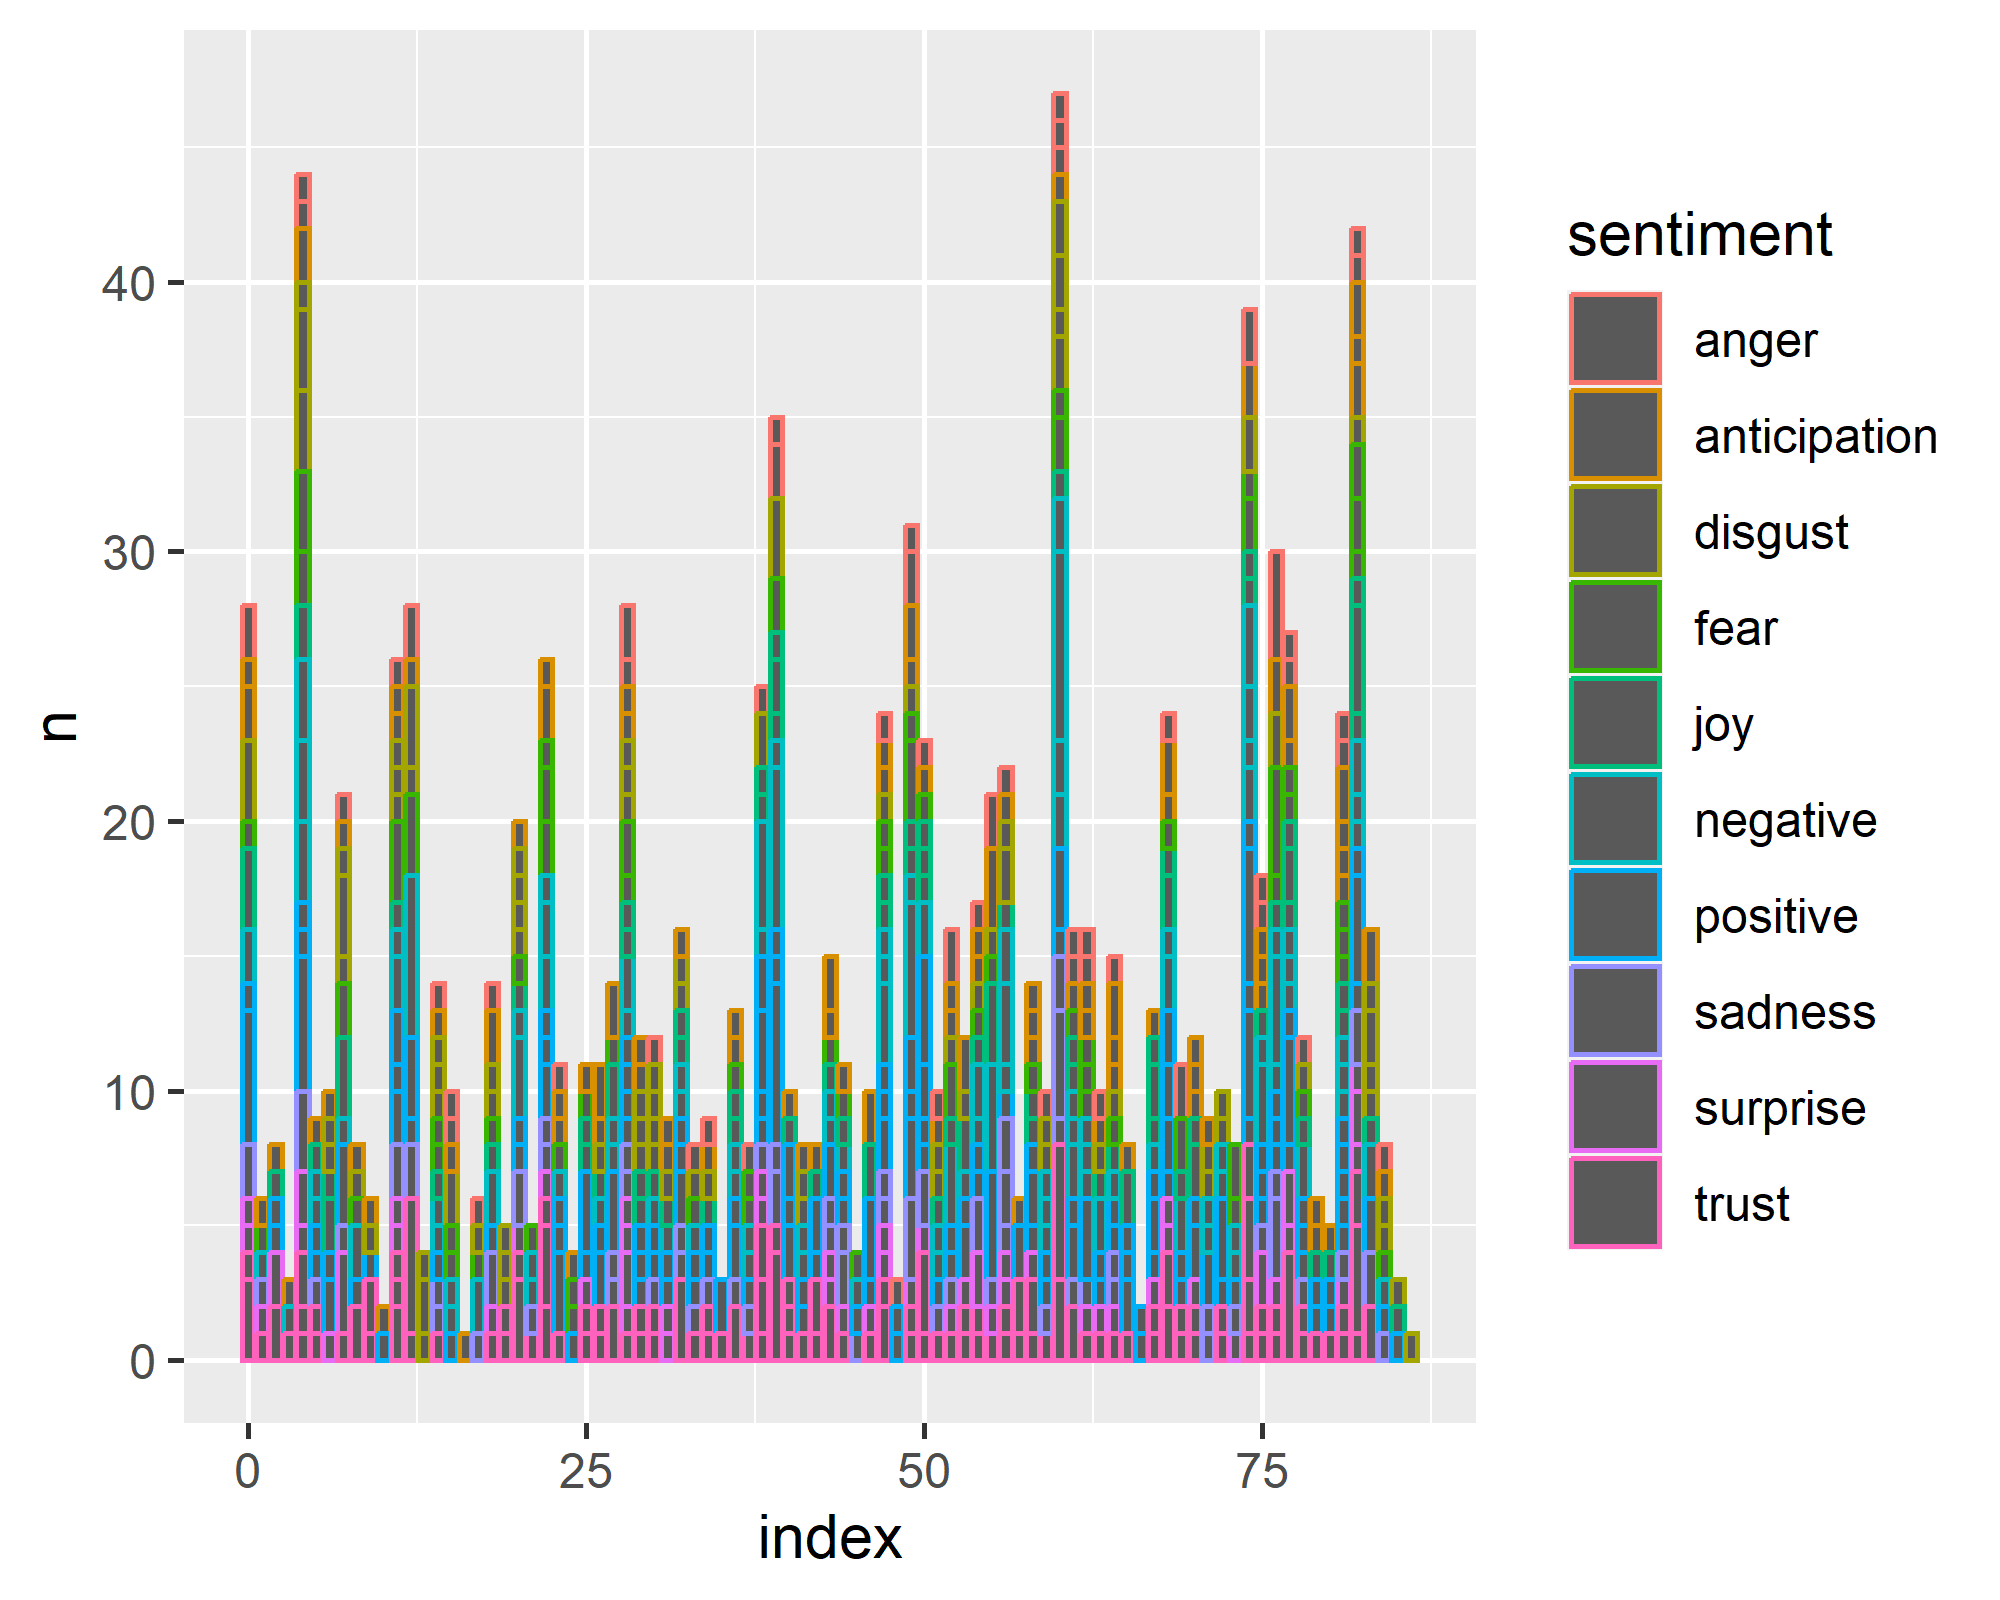 n
40
30
20
10
0
0 25 50 75
index
sentiment
anger
anticipation
disgust
fear
joy
negative
positive
sadness
surprise
trust